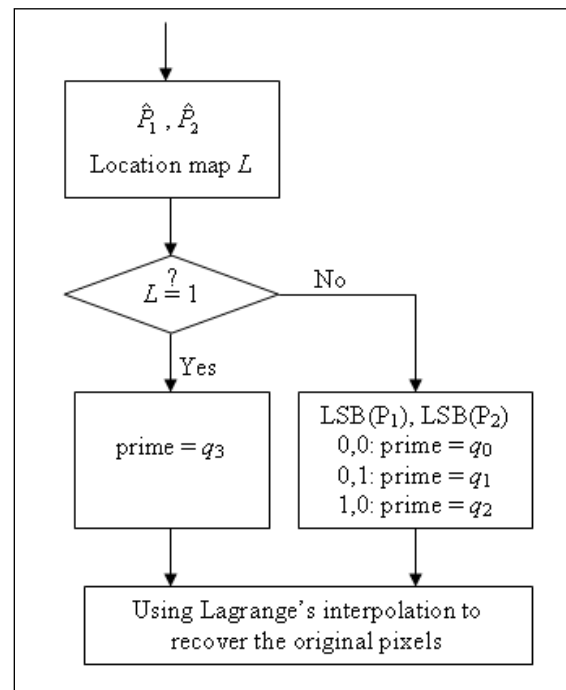 P̂₁ , P̂₂
Location map L
?
L = 1
No
Yes
prime = q₃
LSB(P₁), LSB(P₂)
0,0: prime = q₀
0,1: prime = q₁
1,0: prime = q₂
Using Lagrange's interpolation to
recover the original pixels